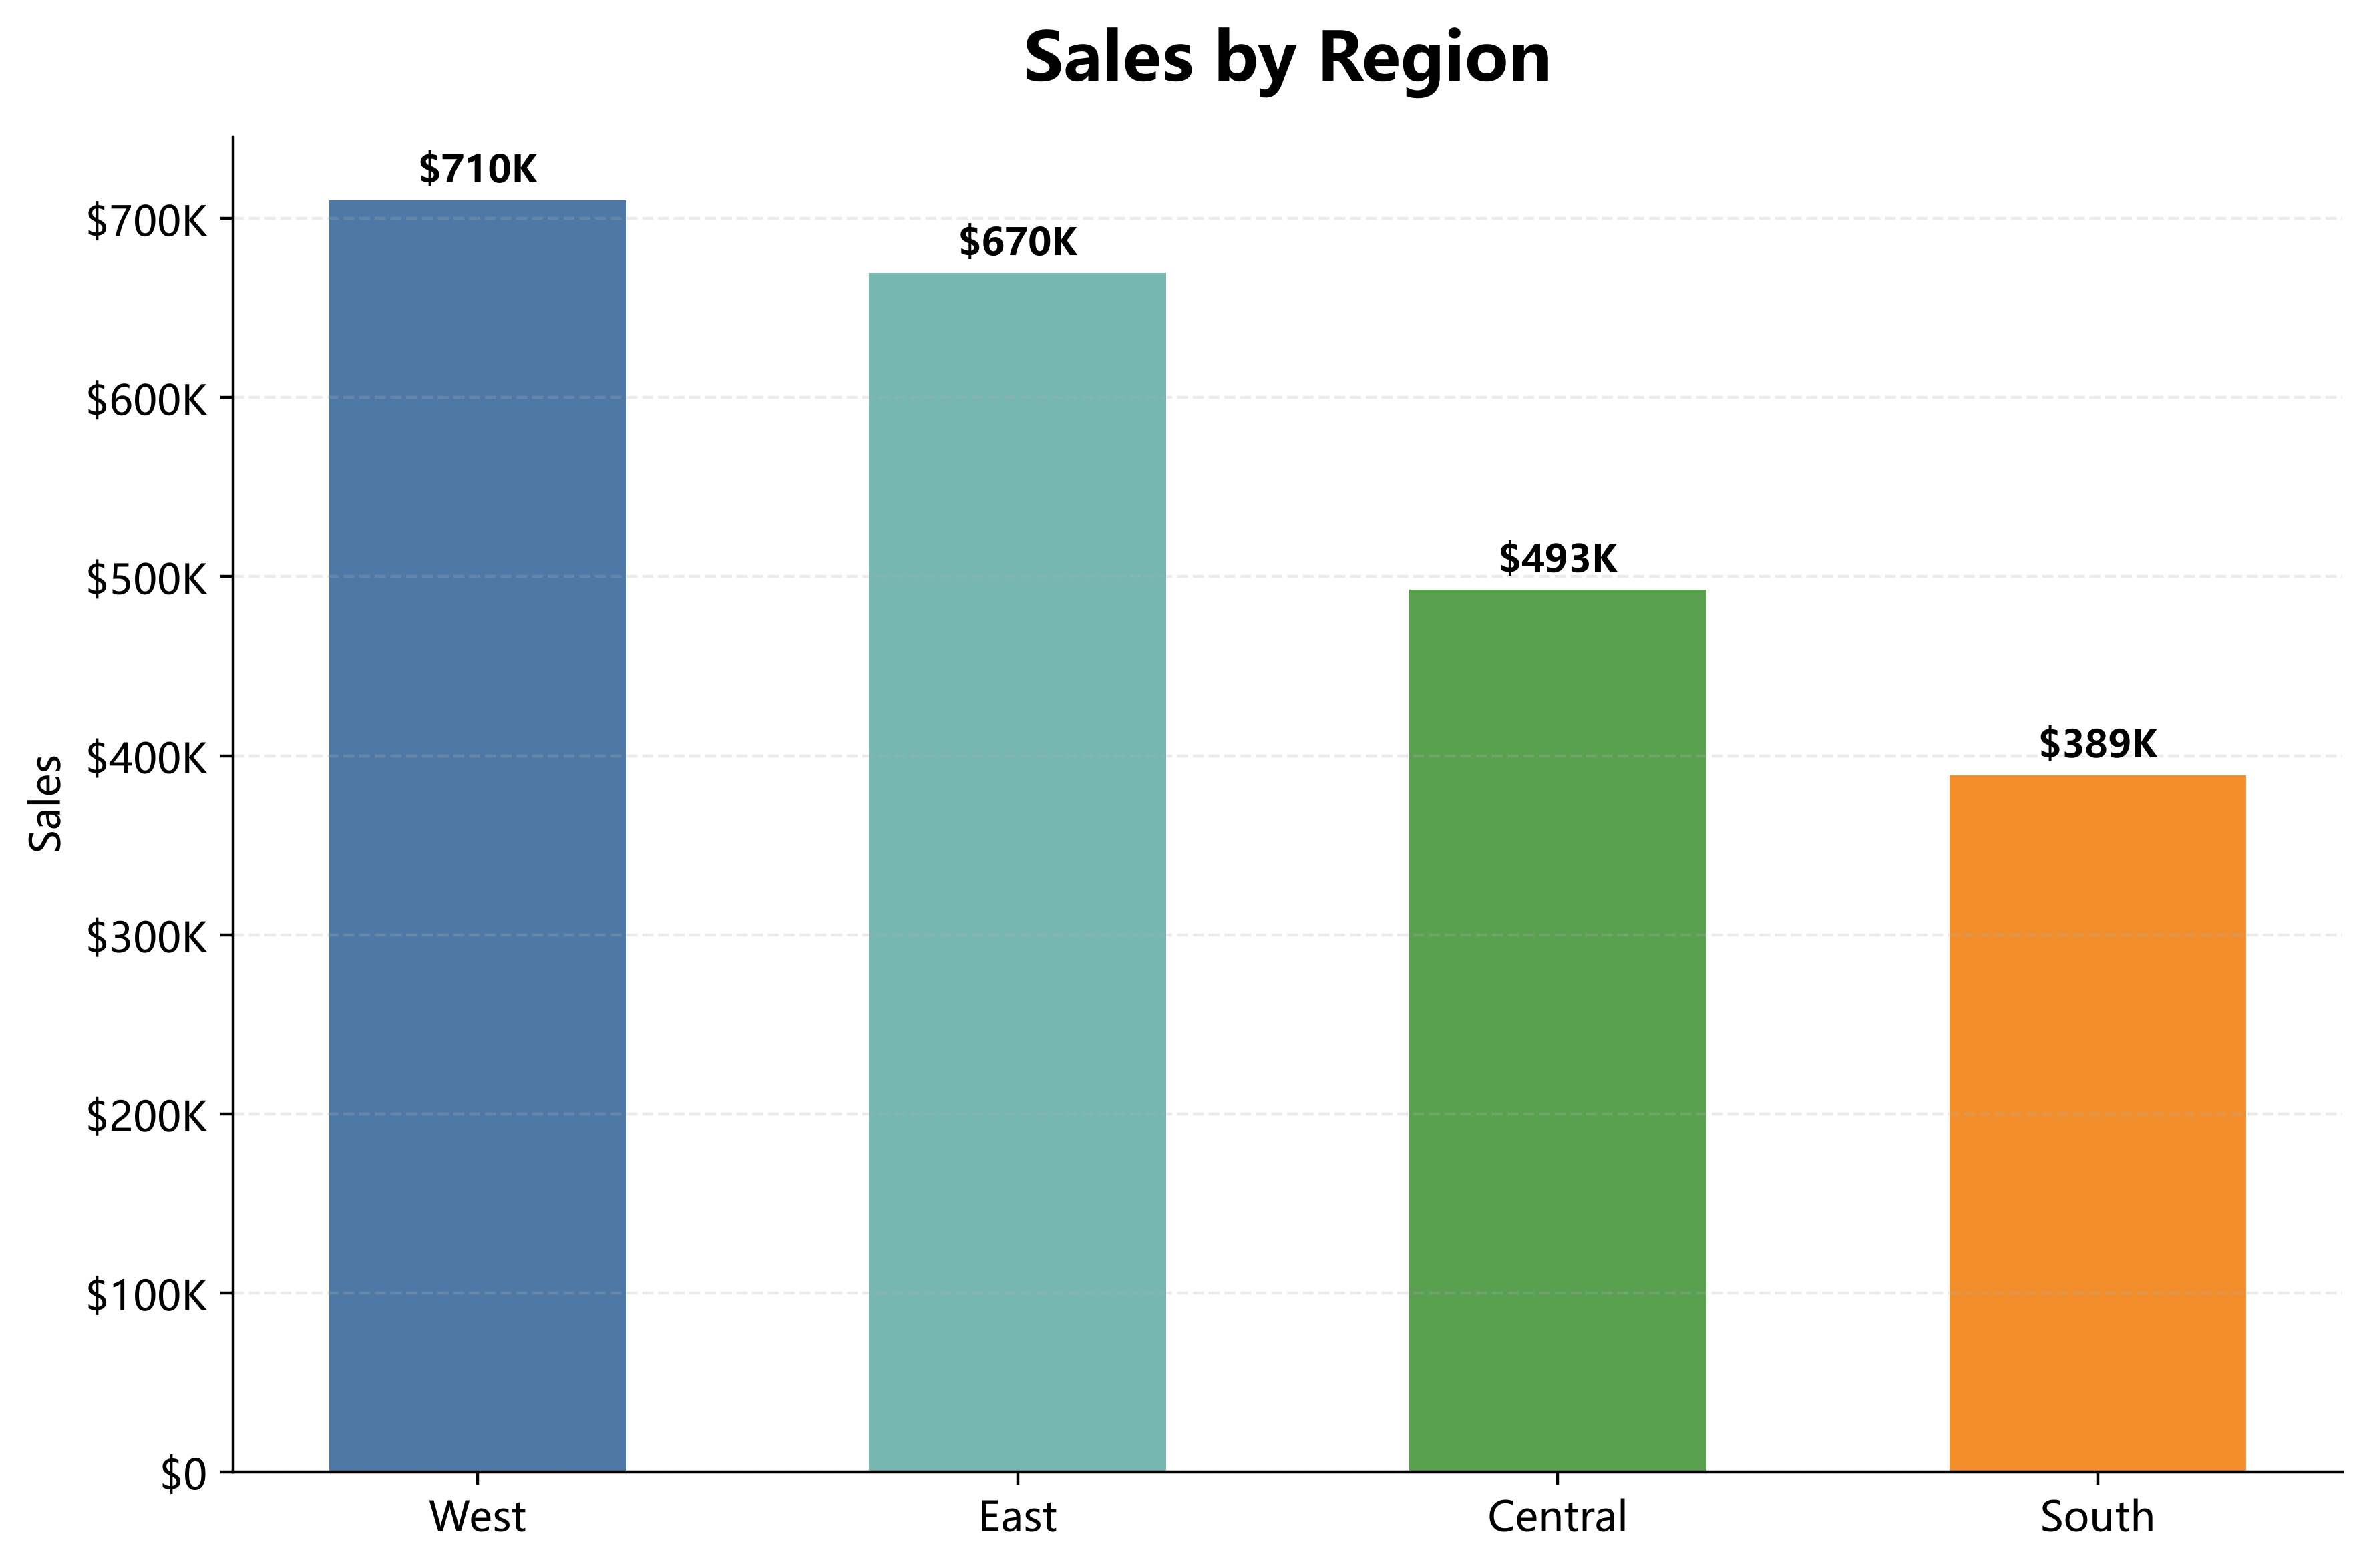 Sales by Region
$710K
$700K
$670K
$600K
$493K
$500K
$389K
$400K
Sales
$300K
$200K
$100K
$0
West
East
Central
South